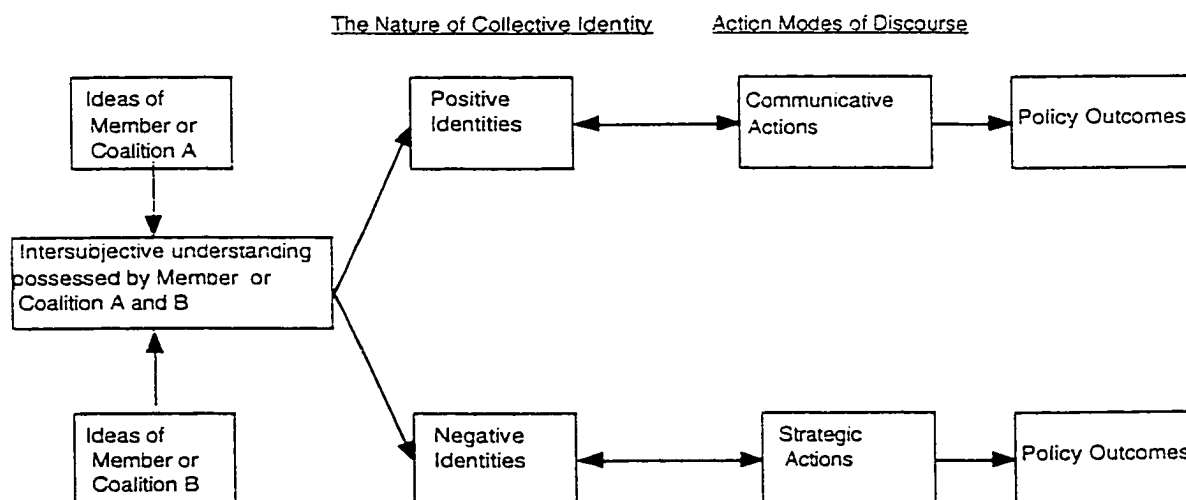 The Nature of Collective Identity
Action Modes of Discourse
Ideas of
Member or
Coalition A
Positive
Identities
Communicative
Actions
Policy Outcomes
Intersubjective understanding
possessed by Member or
Coalition A and B
Ideas of
Member or
Coalition B
Negative
Identities
Strategic
Actions
Policy Outcomes